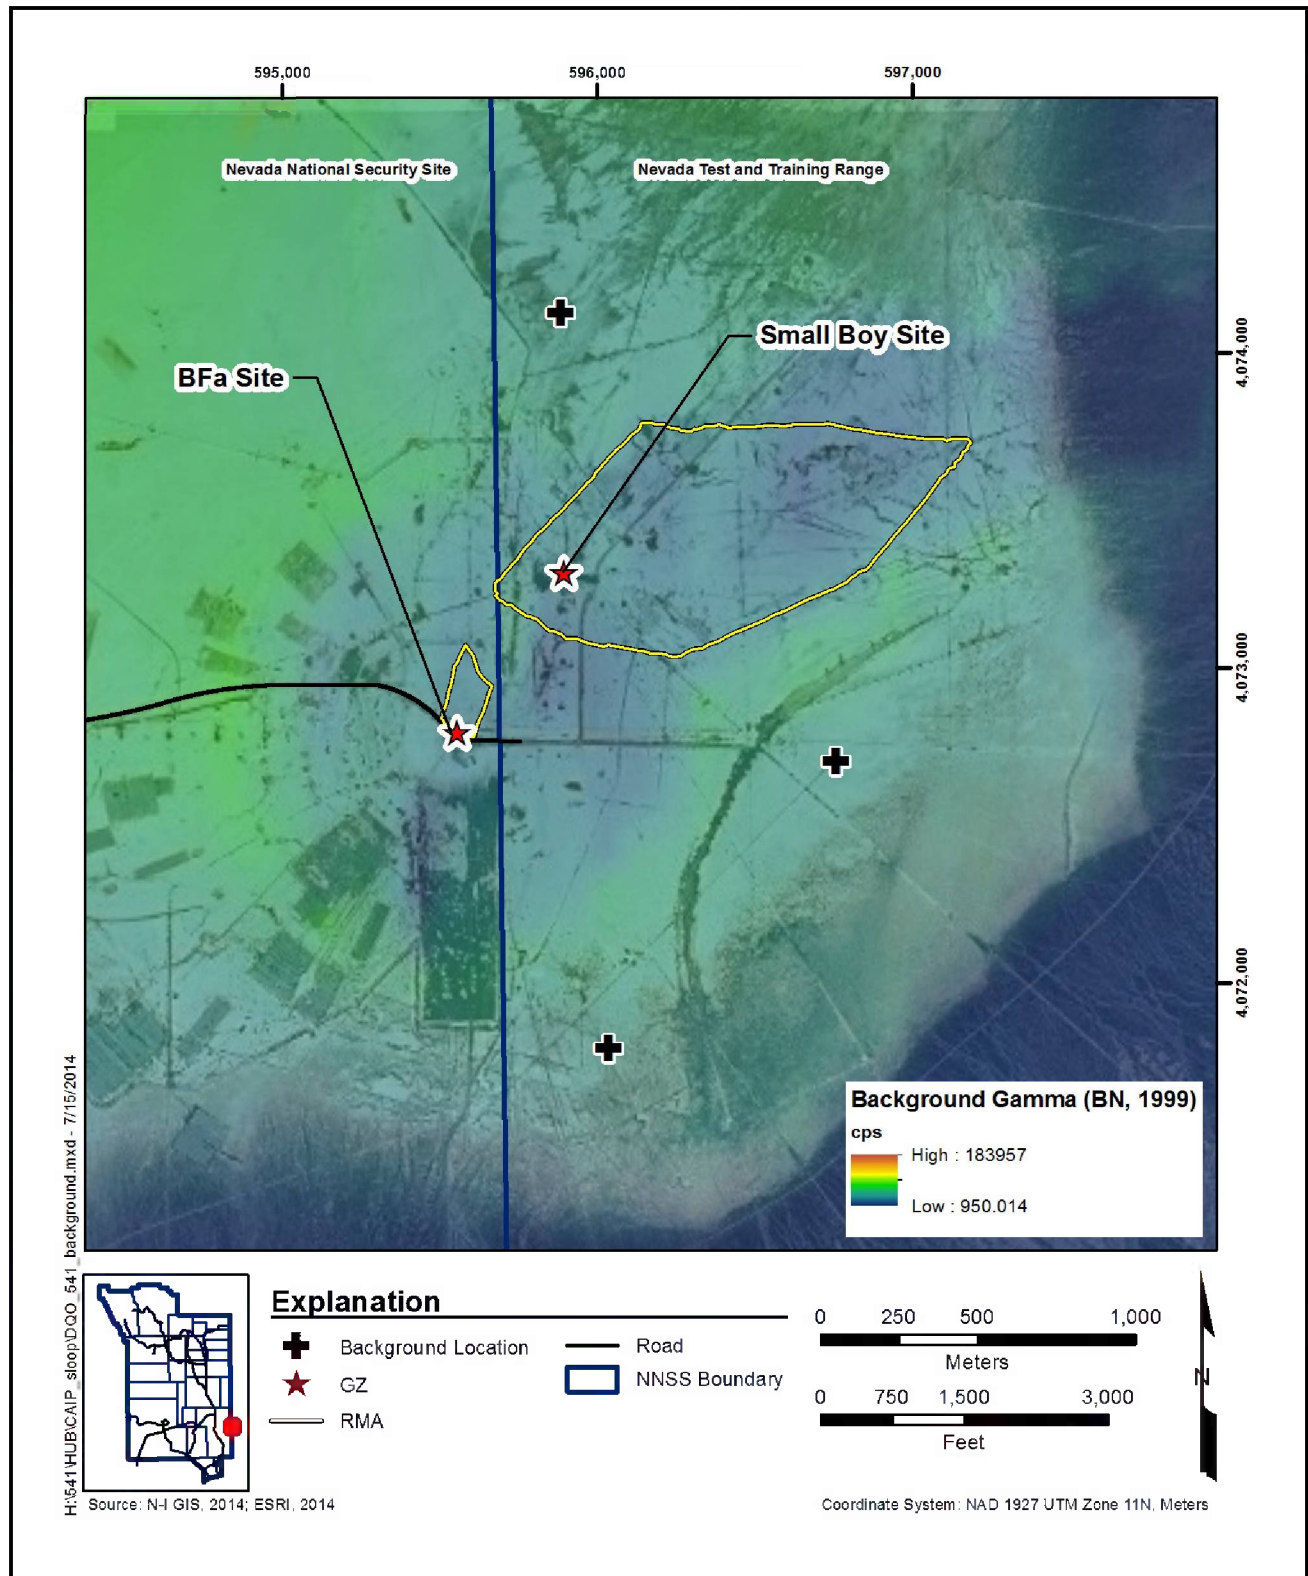 595,000
596,000
597,000
Nevada National Security Site
Nevada Test and Training Range
Small Boy Site
BFa Site
4,074,000
4,073,000
4,072,000
Background Gamma (BN, 1999)
cps
High : 183957
Low : 950.014
H:\541\HUB\CAIP_sloop\DQO_541_background.mxd - 7/15/2014
Explanation
Background Location
GZ
RMA
Road
NNSS Boundary
0 250 500 1,000
Meters
0 750 1,500 3,000
Feet
N
Source: N-I GIS, 2014; ESRI, 2014
Coordinate System: NAD 1927 UTM Zone 11N, Meters